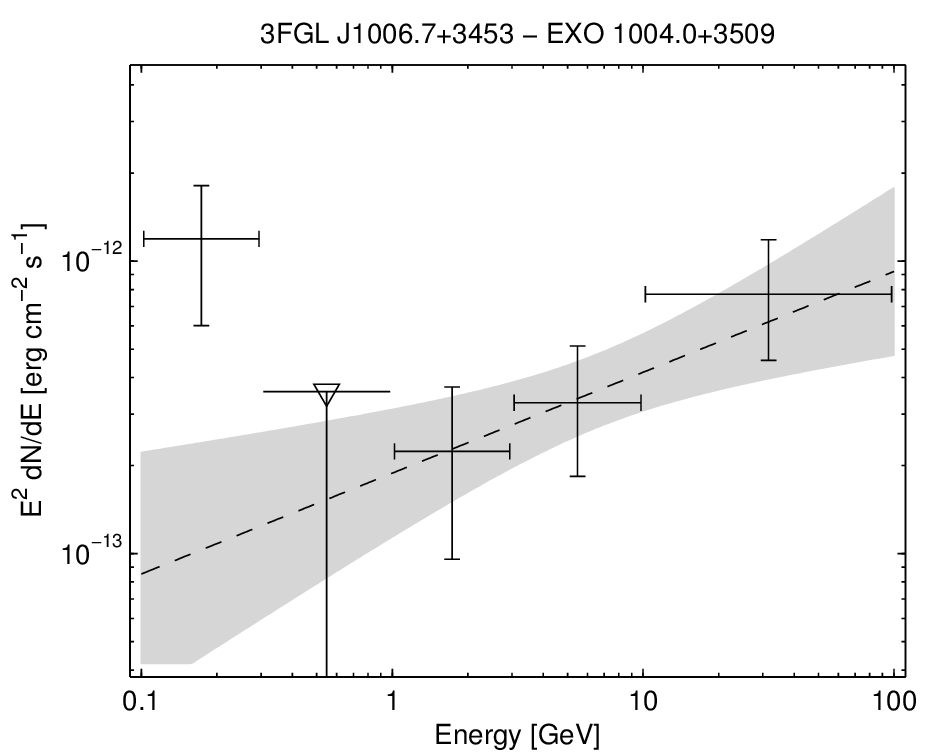 3FGL J1006.7+3453 − EXO 1004.0+3509
E² dN/dE [erg cm⁻² s⁻¹]
10⁻¹²
10⁻¹³
0.1 1 10 100
Energy [GeV]